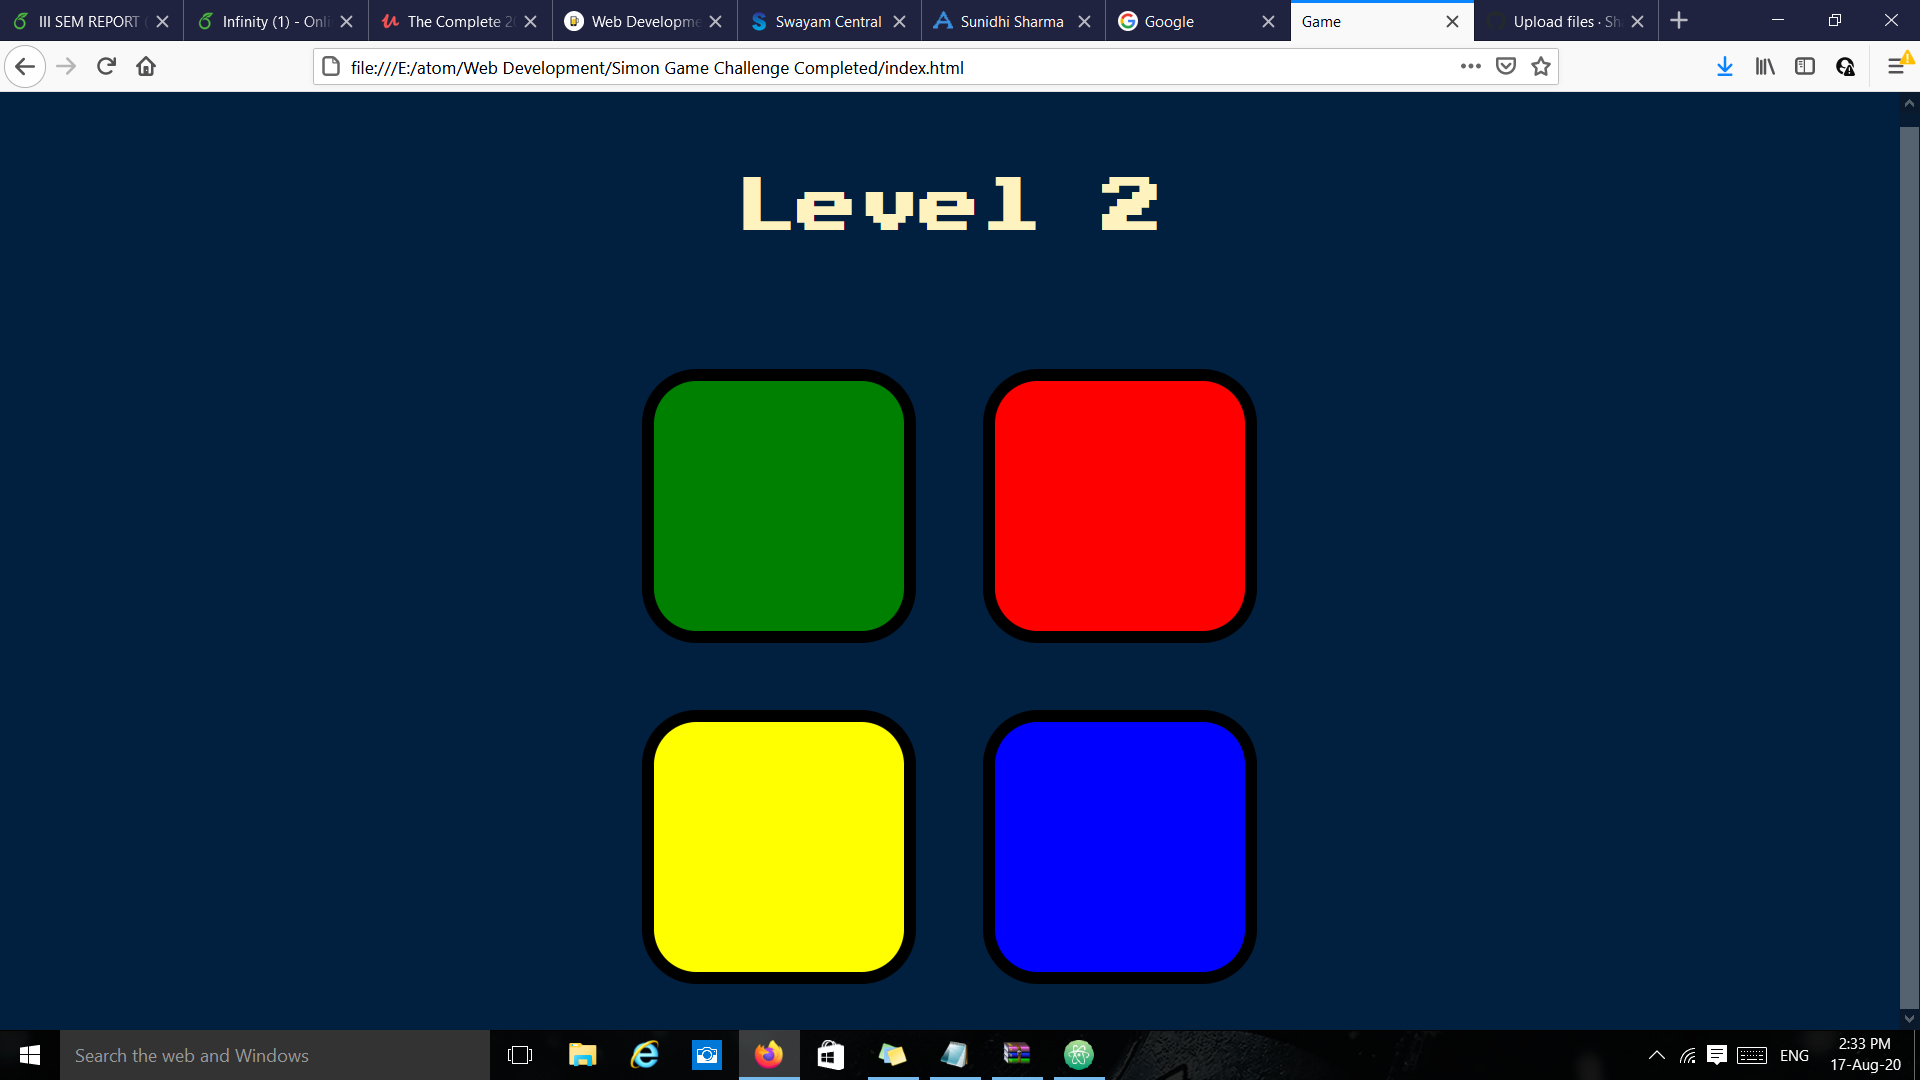 III SEM REPORT
Infinity (1) - Onli
The Complete 20
Web Developme
Swayam Central
Sunidhi Sharma
Google
Game
Upload files · Sh
file:///E:/atom/Web Development/Simon Game Challenge Completed/index.html
Level 2
Search the web and Windows
ENG
2:33 PM
17-Aug-20